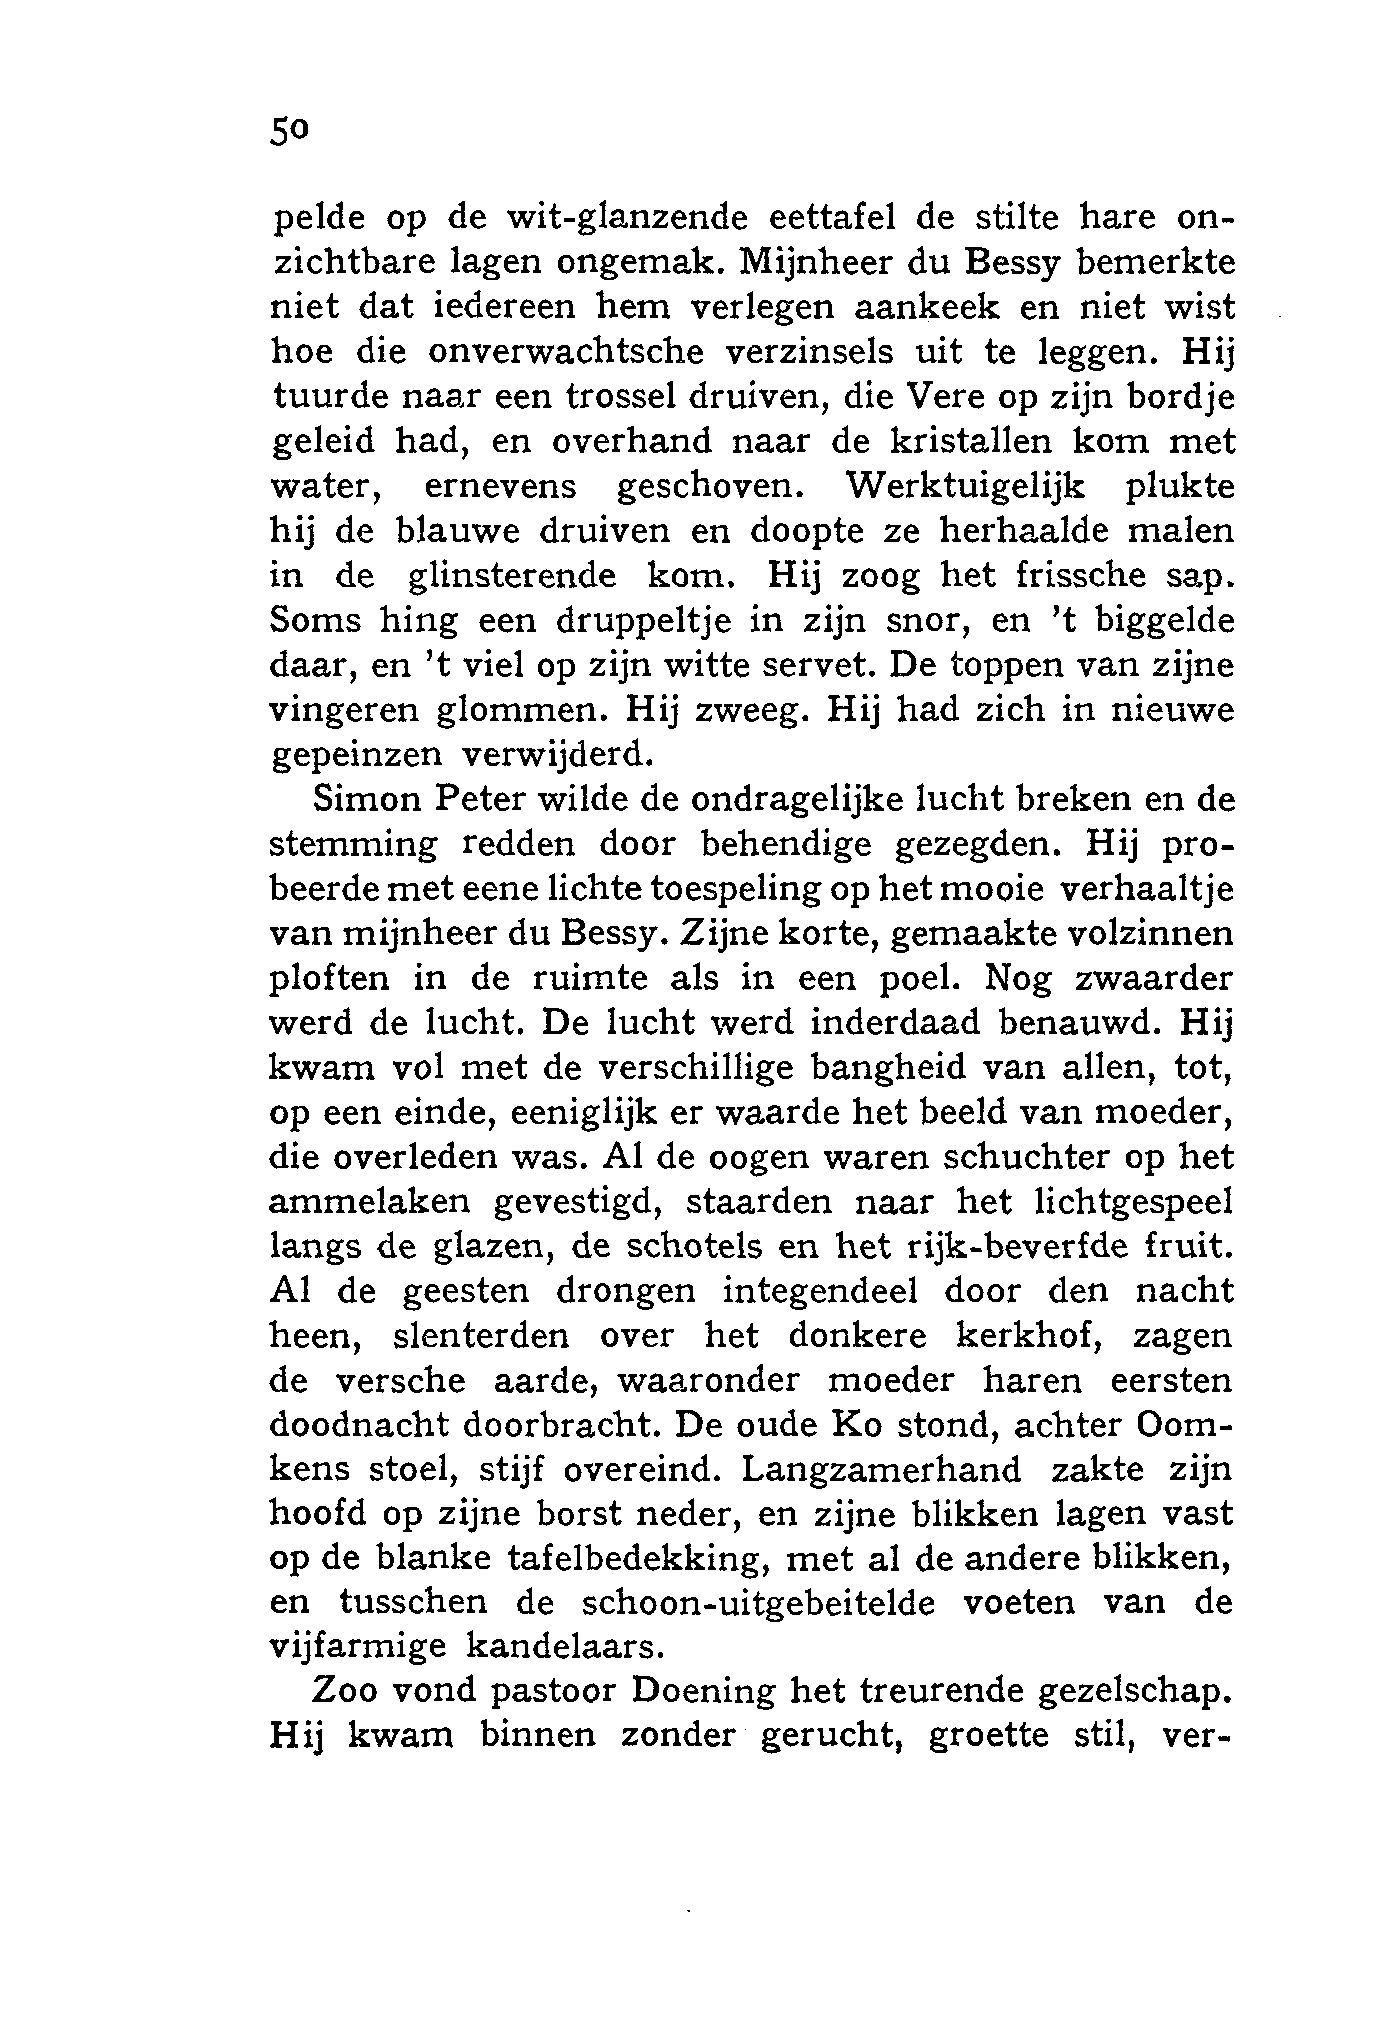 50
pelde op de wit-glanzende eettafel de stilte hare on-
zichtbare lagen ongemak. Mijnheer du Bessy bemerkte
niet dat iedereen hem verlegen aankeek en niet wist
hoe die onverwachtsche verzinsels uit te leggen. Hij
tuurde naar een trossel druiven, die Vere op zijn bordje
geleid had, en overhand naar de kristallen kom met
water, ernevens geschoven. Werktuigelijk plukte
hij de blauwe druiven en doopte ze herhaalde malen
in de glinsterende kom. Hij zoog het frissche sap.
Soms hing een druppeltje in zijn snor, en 't biggelde
daar, en 't viel op zijn witte servet. De toppen van zijne
vingeren glommen. Hij zweeg. Hij had zich in nieuwe
gepeinzen verwijderd.
Simon Peter wilde de ondragelijke lucht breken en de
stemming redden door behendige gezegden. Hij pro-
beerde met eene lichte toespeling op het mooie verhaaltje
van mijnheer du Bessy. Zijne korte, gemaakte volzinnen
ploften in de ruimte als in een poel. Nog zwaarder
werd de lucht. De lucht werd inderdaad benauwd. Hij
kwam vol met de verschillige bangheid van allen, tot,
op een einde, eeniglijk er waarde het beeld van moeder,
die overleden was. Al de oogen waren schuchter op het
ammelaken gevestigd, staarden naar het lichtgespeel
langs de glazen, de schotels en het rijk-beverfde fruit.
Al de geesten drongen integendeel door den nacht
heen, slenterden over het donkere kerkhof, zagen
de versche aarde, waaronder moeder haren eersten
doodnacht doorbracht. De oude Ko stond, achter Oom-
kens stoel, stijf overeind. Langzamerhand zakte zijn
hoofd op zijne borst neder, en zijne blikken lagen vast
op de blanke tafelbedekking, met al de andere blikken,
en tusschen de schoon-uitgebeitelde voeten van de
vijfarmige kandelaars.
Zoo vond pastoor Doening het treurende gezelschap.
Hij kwam binnen zonder gerucht, groette stil, ver-